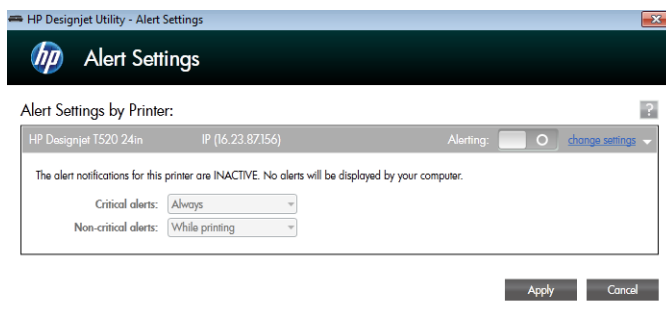 HP Designjet Utility - Alert Settings
hp Alert Settings
Alert Settings by Printer: ?
HP Designjet T520 24in IP (16.23.87.156) Alerting: O change settings
The alert notifications for this printer are INACTIVE. No alerts will be displayed by your computer.
Critical alerts: Always
Non-critical alerts: While printing
Apply Cancel